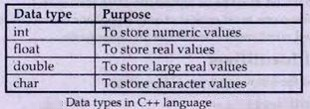 Data type Purpose
int To store numeric values
float To store real values
double To store large real values
char To store character values
Data types in C++ language